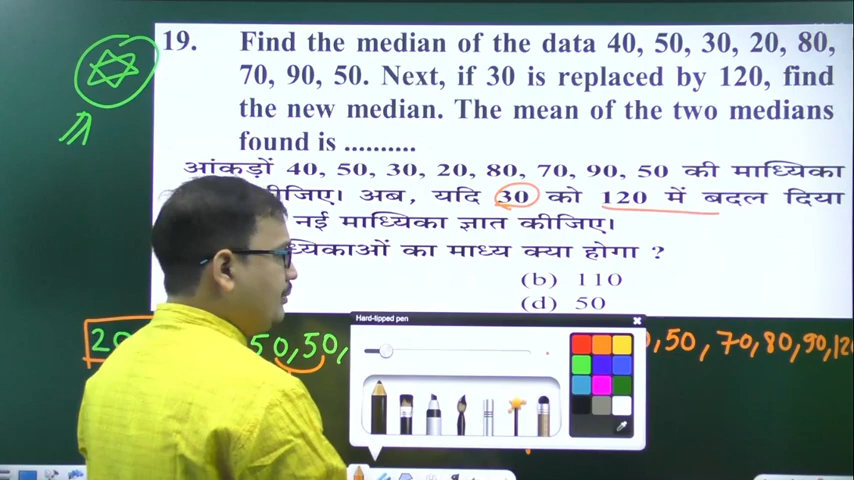 19. Find the median of the data 40, 50, 30, 20, 80,
70, 90, 50. Next, if 30 is replaced by 120, find
the new median. The mean of the two medians
found is ..........
आंकड़ों 40, 50, 30, 20, 80, 70, 90, 50 की माध्यिका
अब, यदि 30 को 120 में बदल दिया
नई माध्यिका ज्ञात कीजिए।
का माध्य क्या होगा ?
(b) 110
(d) 50
Hard-tipped pen
20 50, 50, , 50, 70, 80, 90, 120